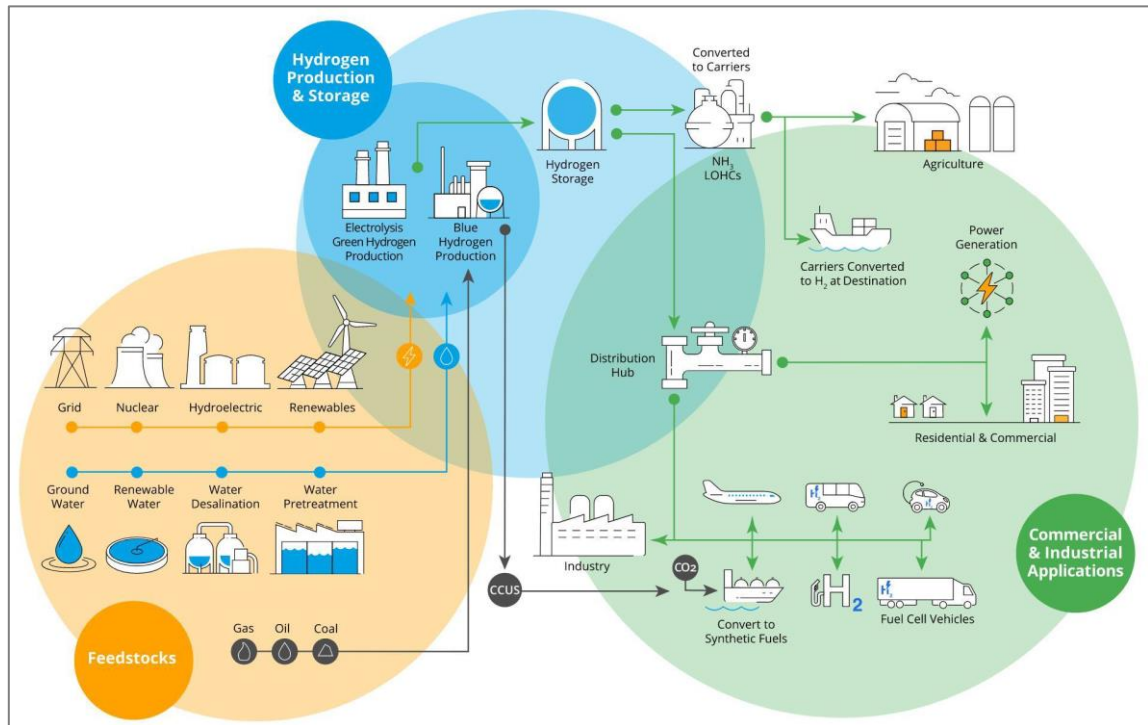 Hydrogen
Production
& Storage
Converted
to Carriers
Hydrogen
Storage
NH₃
LOHCs
Agriculture
Electrolysis
Green Hydrogen
Production
Blue
Hydrogen
Production
Carriers Converted
to H₂ at Destination
Power
Generation
Distribution
Hub
Residential & Commercial
Grid
Nuclear
Hydroelectric
Renewables
Ground
Water
Renewable
Water
Water
Desalination
Water
Pretreatment
Industry
CCUS
CO2
Convert to
Synthetic Fuels
H2
Fuel Cell Vehicles
Commercial
& Industrial
Applications
Feedstocks
Gas
Oil
Coal